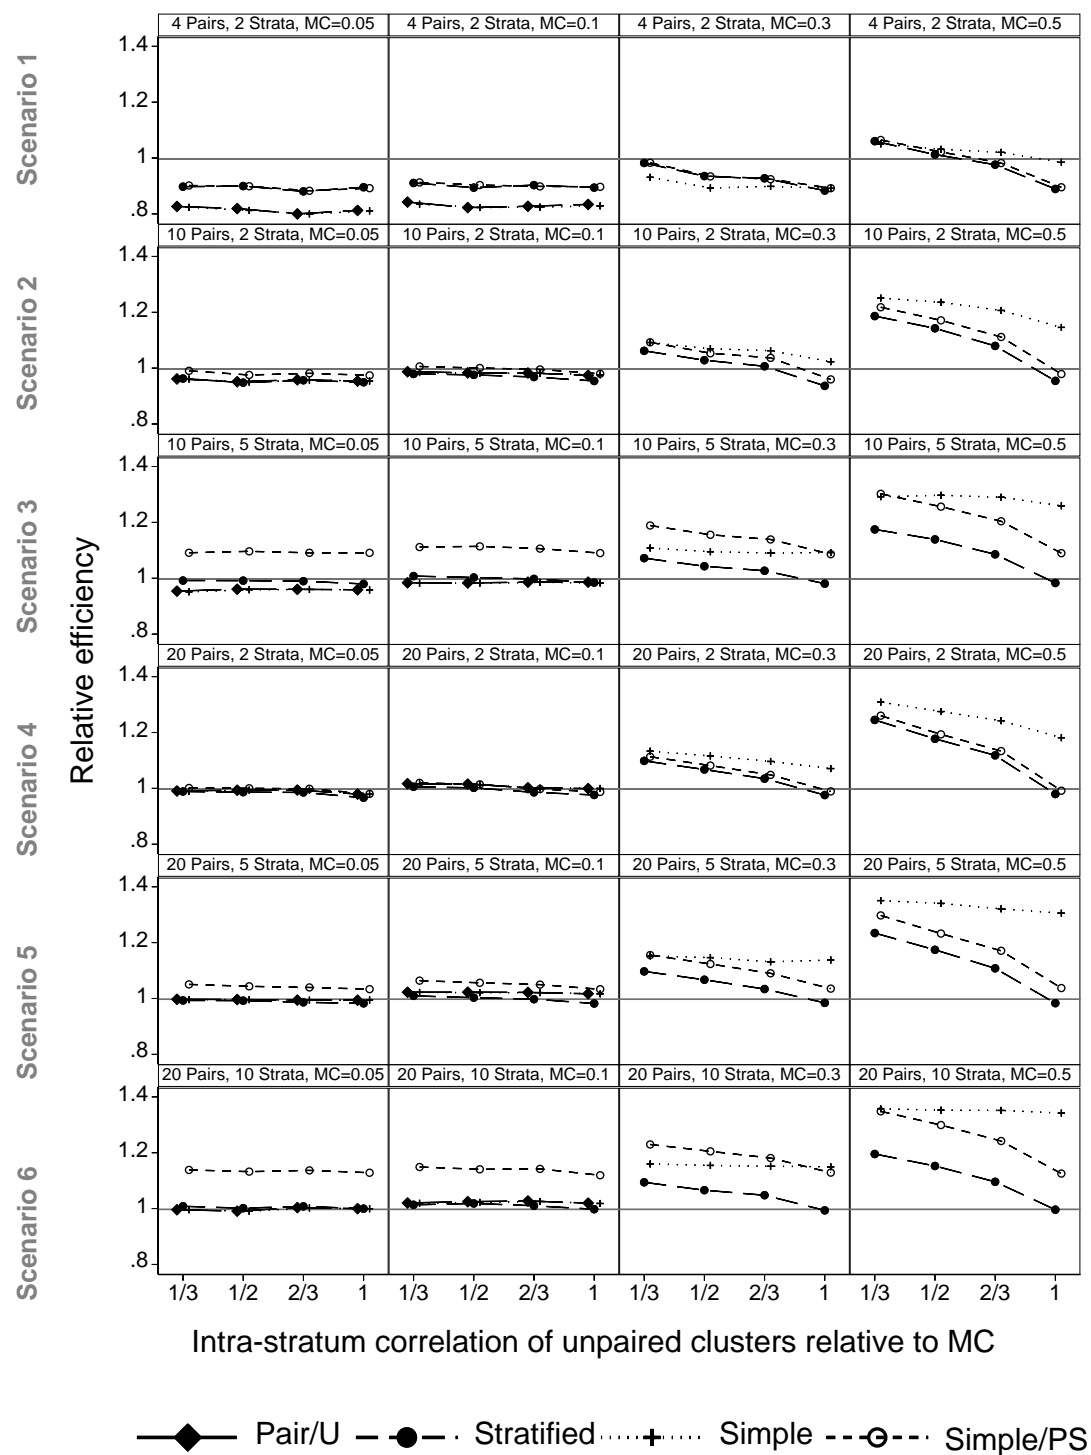 4 Pairs, 2 Strata, MC=0.05 4 Pairs, 2 Strata, MC=0.1 4 Pairs, 2 Strata, MC=0.3 4 Pairs, 2 Strata, MC=0.5
1.4
1.2
1
.8
Scenario 1
10 Pairs, 2 Strata, MC=0.05 10 Pairs, 2 Strata, MC=0.1 10 Pairs, 2 Strata, MC=0.3 10 Pairs, 2 Strata, MC=0.5
1.4
1.2
1
.8
Scenario 2
10 Pairs, 5 Strata, MC=0.05 10 Pairs, 5 Strata, MC=0.1 10 Pairs, 5 Strata, MC=0.3 10 Pairs, 5 Strata, MC=0.5
1.4
1.2
1
.8
Scenario 3
Relative efficiency
20 Pairs, 2 Strata, MC=0.05 20 Pairs, 2 Strata, MC=0.1 20 Pairs, 2 Strata, MC=0.3 20 Pairs, 2 Strata, MC=0.5
1.4
1.2
1
.8
Scenario 4
20 Pairs, 5 Strata, MC=0.05 20 Pairs, 5 Strata, MC=0.1 20 Pairs, 5 Strata, MC=0.3 20 Pairs, 5 Strata, MC=0.5
1.4
1.2
1
.8
Scenario 5
20 Pairs, 10 Strata, MC=0.05 20 Pairs, 10 Strata, MC=0.1 20 Pairs, 10 Strata, MC=0.3 20 Pairs, 10 Strata, MC=0.5
1.4
1.2
1
.8
Scenario 6
1/3 1/2 2/3 1 1/3 1/2 2/3 1 1/3 1/2 2/3 1 1/3 1/2 2/3 1
Intra-stratum correlation of unpaired clusters relative to MC
Pair/U Stratified Simple Simple/PS